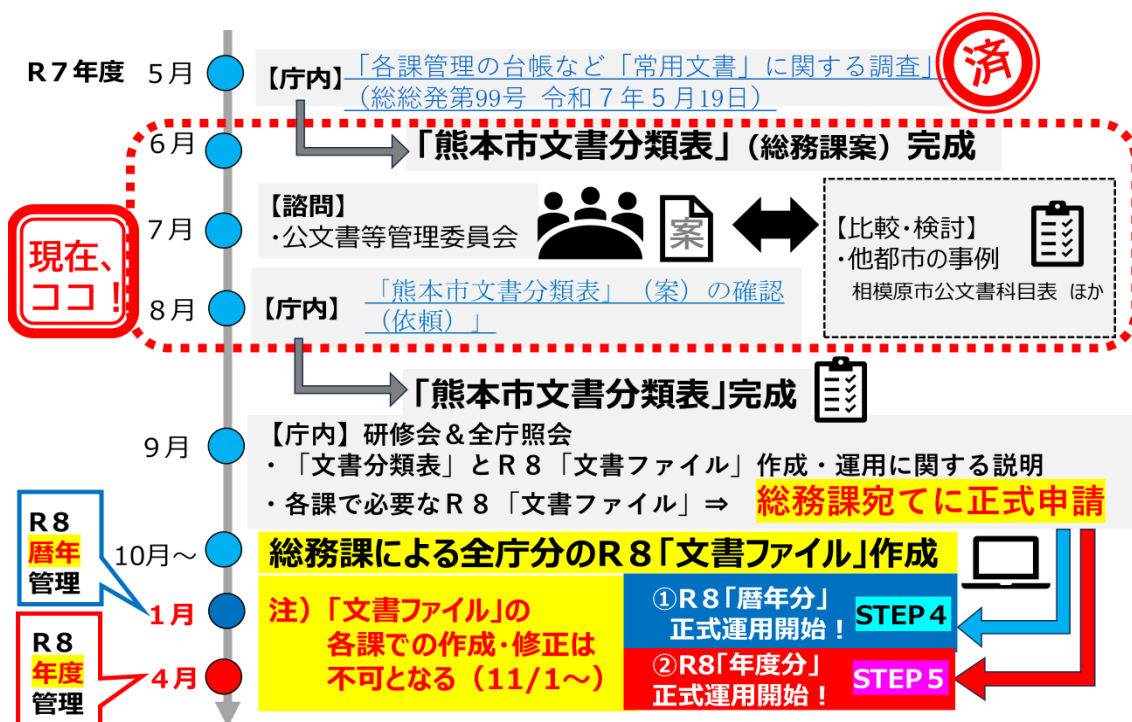 R7年度
5月
【庁内】「各課管理の台帳など「常用文書」に関する調査」
（総総発第99号 令和7年5月19日）
済
6月
「熊本市文書分類表」（総務課案）完成
現在、
ココ！
7月
【諮問】
・公文書等管理委員会
案
【比較・検討】
・他都市の事例
相模原市公文書科目表 ほか
8月
【庁内】
「熊本市文書分類表」（案）の確認
（依頼）」
「熊本市文書分類表」完成
9月
【庁内】研修会＆全庁照会
・「文書分類表」とR8「文書ファイル」作成・運用に関する説明
・各課で必要なR8「文書ファイル」⇒ 総務課宛てに正式申請
R8
暦年
管理
10月～
総務課による全庁分のR8「文書ファイル」作成
1月
注）「文書ファイル」の
各課での作成・修正は
不可となる（11/1～）
①R8「暦年分」
正式運用開始！
STEP4
R8
年度
管理
4月
②R8「年度分」
正式運用開始！
STEP5